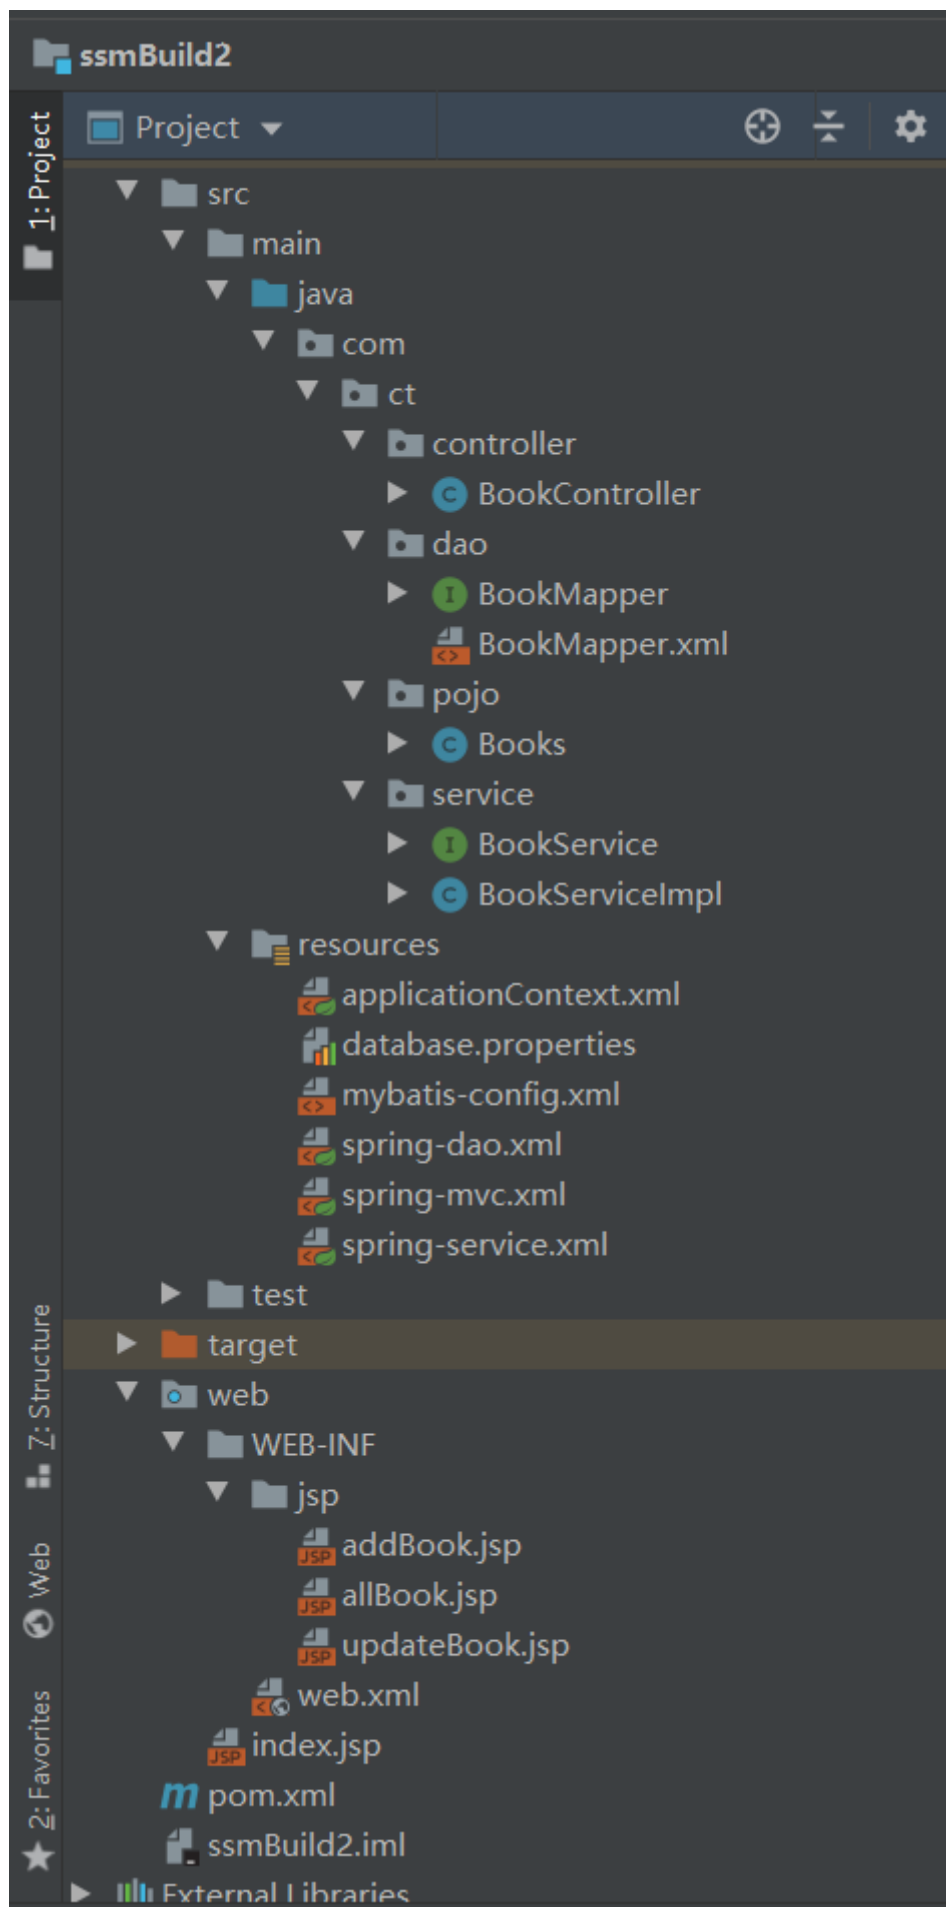 ssmBuild2
Project
1: Project
src
main
java
com
ct
controller
BookController
dao
BookMapper
BookMapper.xml
pojo
Books
service
BookService
BookServiceImpl
resources
applicationContext.xml
database.properties
mybatis-config.xml
spring-dao.xml
spring-mvc.xml
spring-service.xml
test
7: Structure
target
web
WEB-INF
jsp
addBook.jsp
Web
allBook.jsp
updateBook.jsp
web.xml
2: Favorites
index.jsp
pom.xml
ssmBuild2.iml
External Libraries